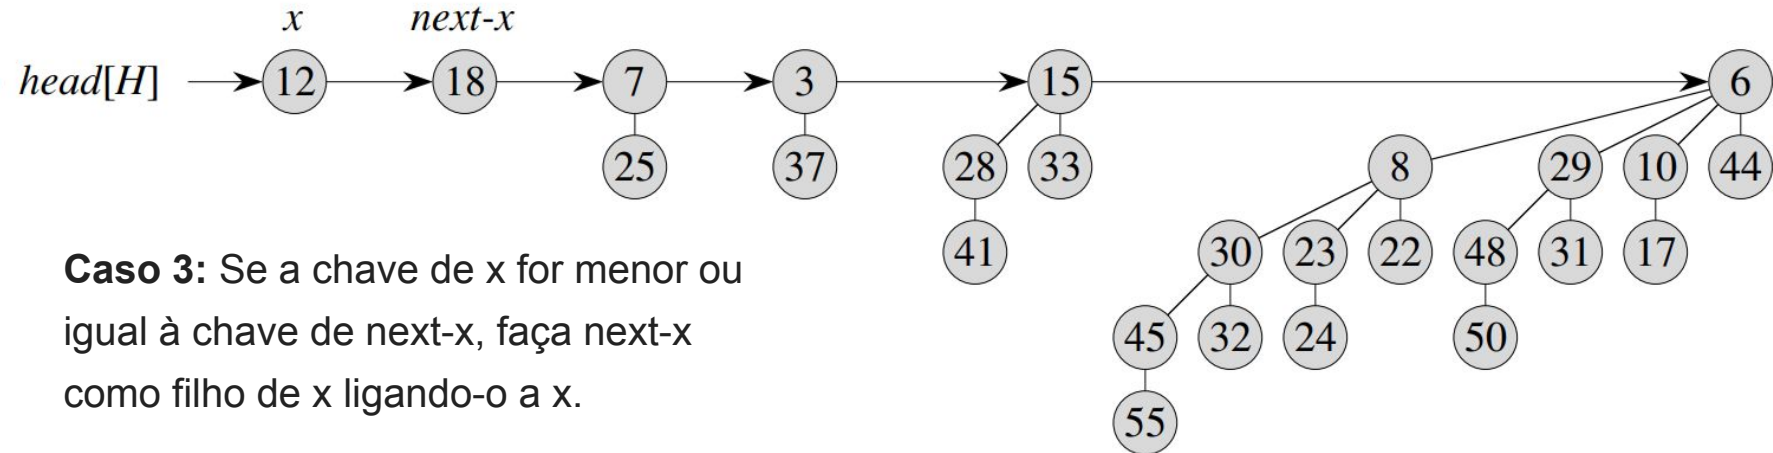 x next-x
head[H] 12 18 7 3 15 6
25 37 28 33 8 29 10 44
41 30 23 22 48 31 17
Caso 3: Se a chave de x for menor ou
igual à chave de next-x, faça next-x
45 32 24 50
como filho de x ligando-o a x.
55